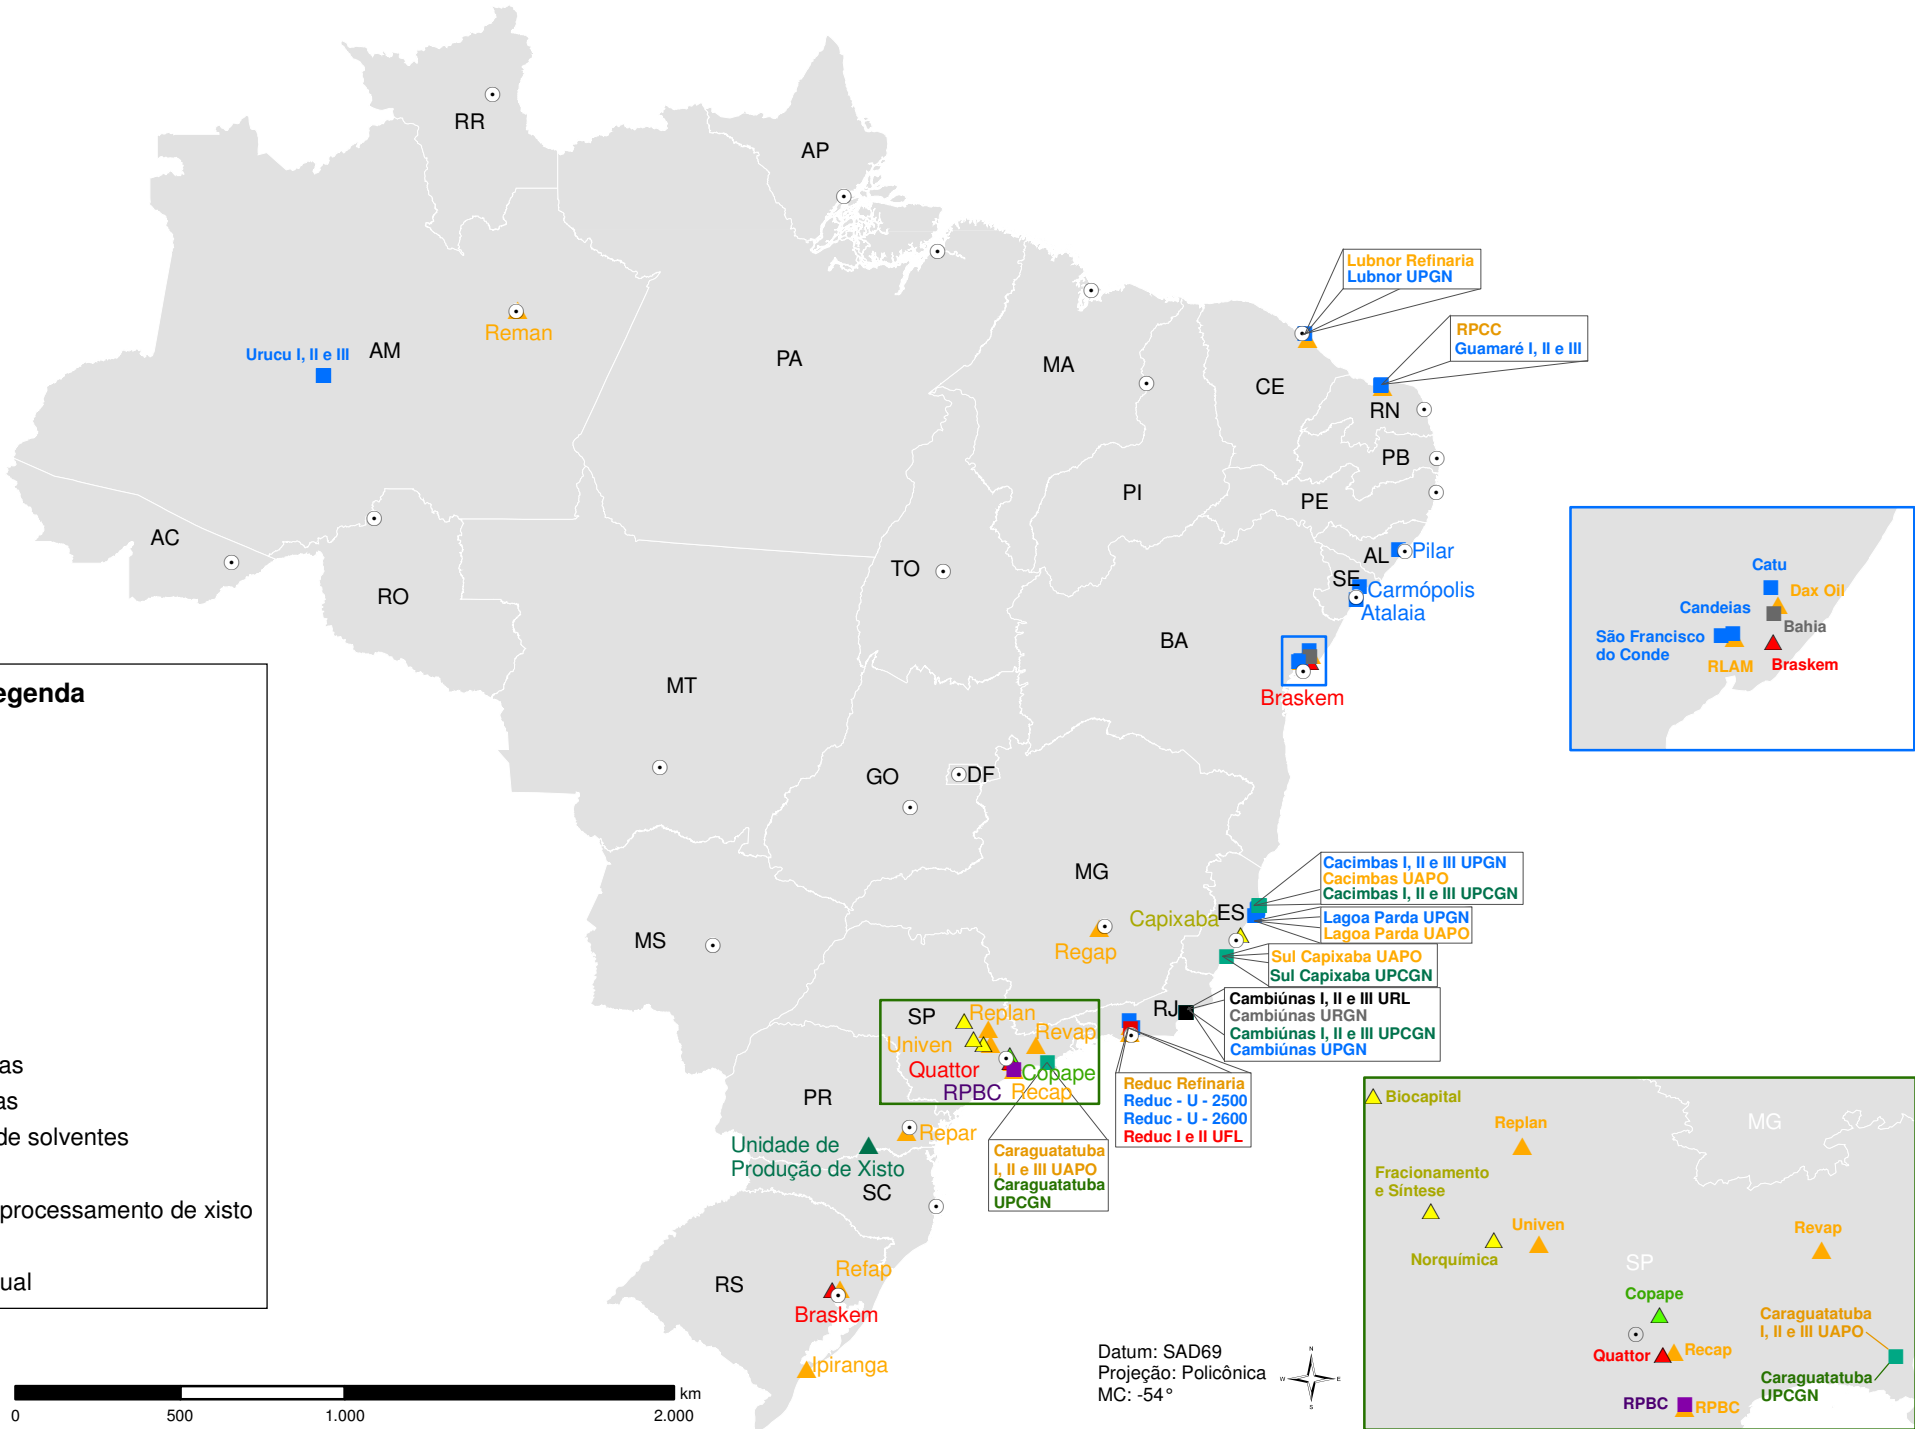 RR
AP
Lubnor Refinaria
Lubnor UPGN
Reman
RPCC
Guamaré I, II e III
Urucu I, II e III
AM
PA
MA
CE
RN
PB
PI
PE
AC
RO
TO
AL
Pilar
SE
Carmópolis
Atalaia
BA
Braskem
Catu
Dax Oil
Candeias
Bahia
São Francisco
do Conde
RLAM
Braskem
MT
GO
DF
egenda
as
as
de solventes
processamento de xisto
ual
MG
MS
Capixaba
ES
Regap
Cacimbas I, II e III UPGN
Cacimbas UAPO
Cacimbas I, II e III UPCGN
Lagoa Parda UPGN
Lagoa Parda UAPO
Sul Capixaba UAPO
Sul Capixaba UPCGN
RJ
Cambiúnas I, II e III URL
Cambiúnas URGN
Cambiúnas I, II e III UPCGN
Cambiúnas UPGN
SP
Replan
Revap
Univen
Quattor
Copape
RPBC
Recap
Reduc Refinaria
Reduc - U - 2500
Reduc - U - 2600
Reduc I e II UFL
PR
Repar
Unidade de
Produção de Xisto
SC
Caraguatatuba
I, II e III UAPO
Caraguatatuba
UPCGN
RS
Refap
Braskem
Ipiranga
Biocapital
Replan
MG
Fracionamento
e Síntese
Univen
Norquímica
Revap
SP
Copape
Caraguatatuba
I, II e III UAPO
Quattor
Recap
Caraguatatuba
UPCGN
RPBC
RPBC
Datum: SAD69
Projeção: Policônica
MC: -54°
N
W
E
S
km
0
500
1.000
2.000